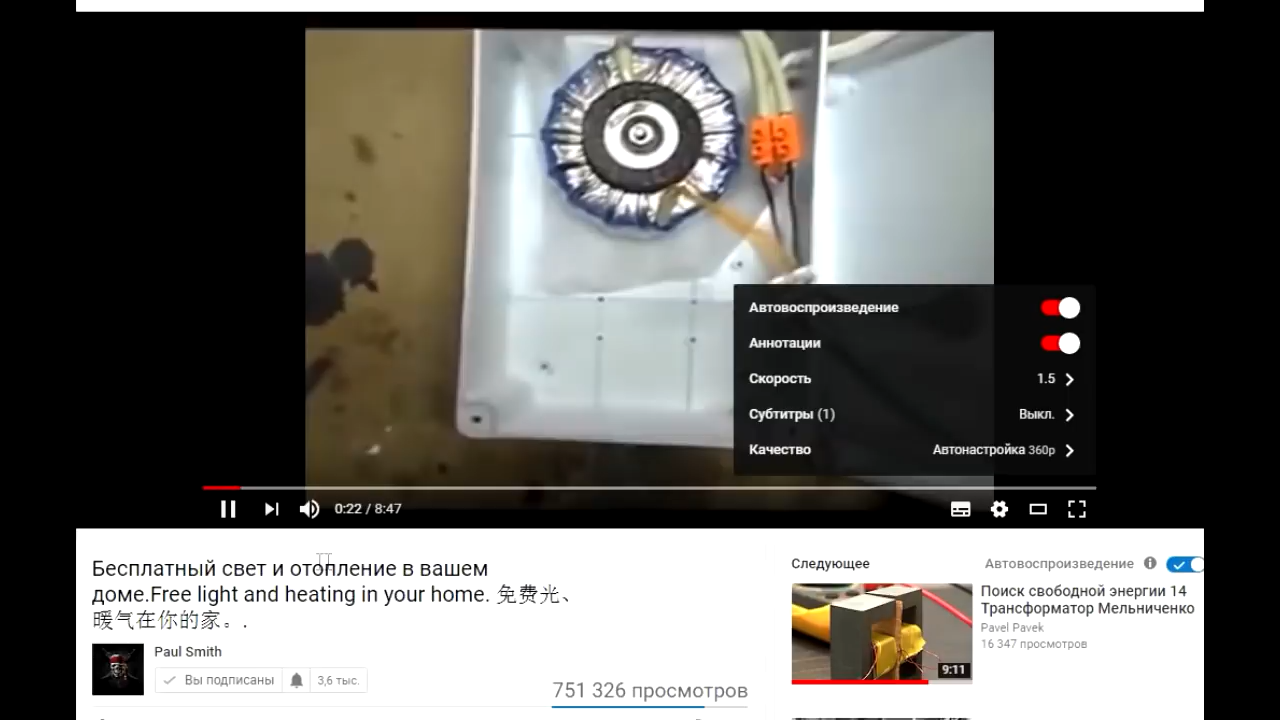 Автовоспроизведение
Аннотации
Скорость 1.5
Субтитры (1) Выкл.
Качество Автонастройка 360p
0:22 / 8:47
Бесплатный свет и отопление в вашем
доме.Free light and heating in your home. 免费光、
暖气在你的家。.
Paul Smith
Вы подписаны 3,6 тыс.
751 326 просмотров
Следующее Автовоспроизведение
Поиск свободной энергии 14
Трансформатор Мельниченко
Pavel Pavek
16 347 просмотров
9:11